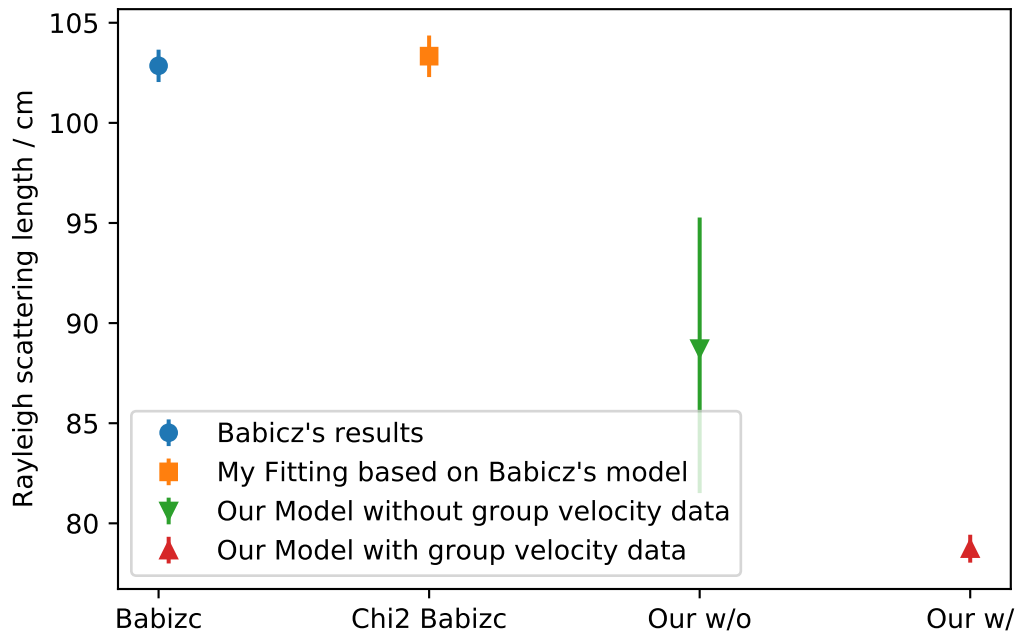 Rayleigh scattering length / cm
105
100
95
90
85
80
Babicz's results
My Fitting based on Babicz's model
Our Model without group velocity data
Our Model with group velocity data
Babizc
Chi2 Babizc
Our w/o
Our w/